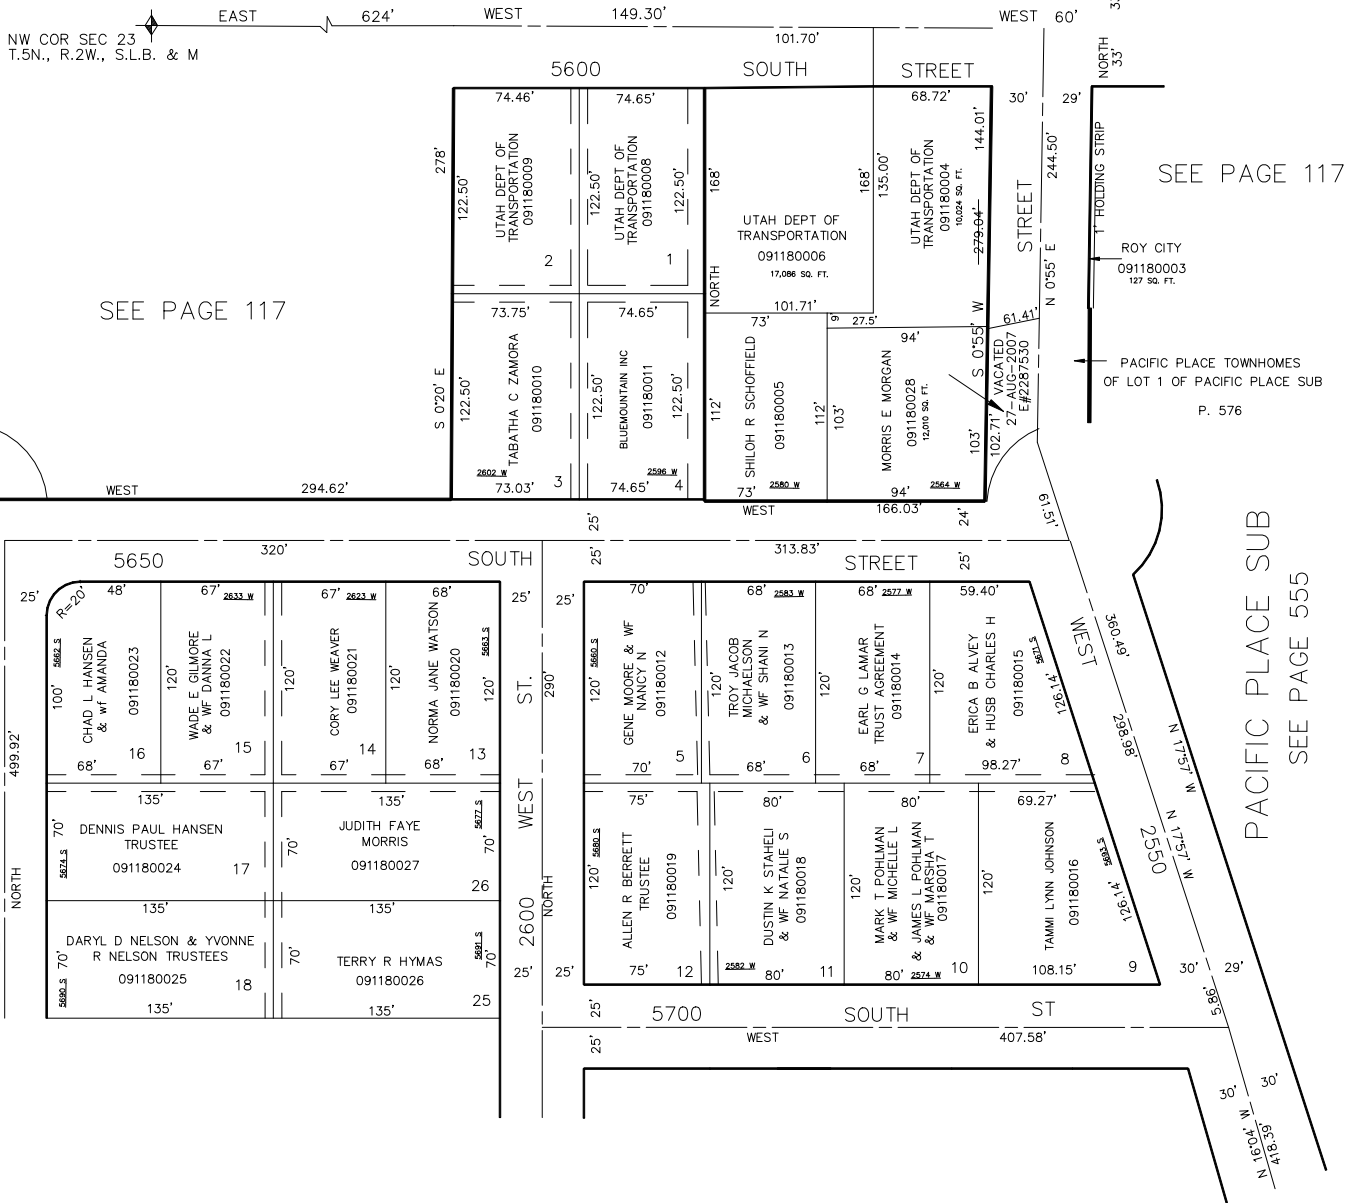 EAST
624'
WEST
149.30'
WEST 60'
NW COR SEC 23
T.5N., R.2W., S.L.B. & M
101.70'
NORTH
33'
5600 SOUTH STREET
74.46'
74.65'
68.72'
30'
29'
278'
122.50'
UTAH DEPT OF
TRANSPORTATION
091180009
2
122.50'
UTAH DEPT OF
TRANSPORTATION
091180008
122.50'
1
168'
NORTH
UTAH DEPT OF
TRANSPORTATION
091180006
17,086 SQ. FT.
101.71'
168'
135.00'
UTAH DEPT OF
TRANSPORTATION
091180004
10,024 SQ. FT.
144.01'
279.04'
S 0°55' W
STREET
244.50'
N 0°55' E
1' HOLDING STRIP
SEE PAGE 117
ROY CITY
091180003
127 SQ. FT.
SEE PAGE 117
PACIFIC PLACE TOWNHOMES
OF LOT 1 OF PACIFIC PLACE SUB
P. 576
S 0°20' E
73.75'
122.50'
TABATHA C ZAMORA
091180010
2602 W
73.03'
3
74.65'
122.50'
BLUEMOUNTAIN INC
091180011
122.50'
2596 W
74.65'
4
73'
112'
SHILOH R SCHOFFIELD
091180005
112'
2580 W
73'
9'
27.5'
94'
103'
MORRIS E MORGAN
091180028
12,010 SQ. FT.
103'
2564 W
94'
61.41'
VACATED
27-AUG-2007
E#2287530
102.71'
WEST
294.62'
WEST
166.03'
24'
61.51'
25'
5650 SOUTH STREET
320'
313.83'
25'
25'
25'
R=20'
48'
5662 S
100'
CHAD L HANSEN
& wf AMANDA
091180023
16
68'
67'
2633 W
120'
WADE E GILMORE
& WF DANNA L
091180022
15
67'
67'
2623 W
120'
CORY LEE WEAVER
091180021
14
67'
68'
120'
NORMA JANE WATSON
091180020
5663 S
120'
13
68'
25'
25'
290'
2600 WEST ST.
NORTH
70'
5660 S
120'
GENE MOORE & WF
NANCY N
091180012
5
70'
68'
2583 W
120'
TROY JACOB
MICHAELSON
& WF SHANI N
091180013
6
68'
68'
2577 W
120'
EARL G LAMAR
TRUST AGREEMENT
091180014
7
68'
59.40'
120'
ERICA B ALVEY
& HUSB CHARLES H
091180015
5671 S
126.14'
8
98.27'
WEST
390.49'
298.98'
N 17°57' W
N 17°57' W
2550
PACIFIC PLACE SUB
SEE PAGE 555
499.92'
NORTH
135'
70'
DENNIS PAUL HANSEN
TRUSTEE
091180024
5674 S
17
135'
135'
70'
JUDITH FAYE
MORRIS
091180027
5677 S
70'
26
135'
DARYL D NELSON & YVONNE
R NELSON TRUSTEES
091180025
70'
5690 S
18
135'
70'
TERRY R HYMAS
091180026
5691 S
70'
25
135'
25'
25'
75'
5680 S
120'
ALLEN R BERRETT
TRUSTEE
091180019
75'
12
80'
120'
DUSTIN K STAHELI
& WF NATALIE S
091180018
2582 W
80'
11
80'
120'
MARK T POHLMAN
& WF MICHELLE L
& JAMES L POHLMAN
& WF MARSHA T
091180017
80'
2574 W
10
69.27'
120'
TAMMI LYNN JOHNSON
091180016
5693 S
126.14'
108.15'
9
30'
29'
5.86'
25'
5700 SOUTH ST
25'
WEST
407.58'
30'
30'
N 16°04' W
418.39'